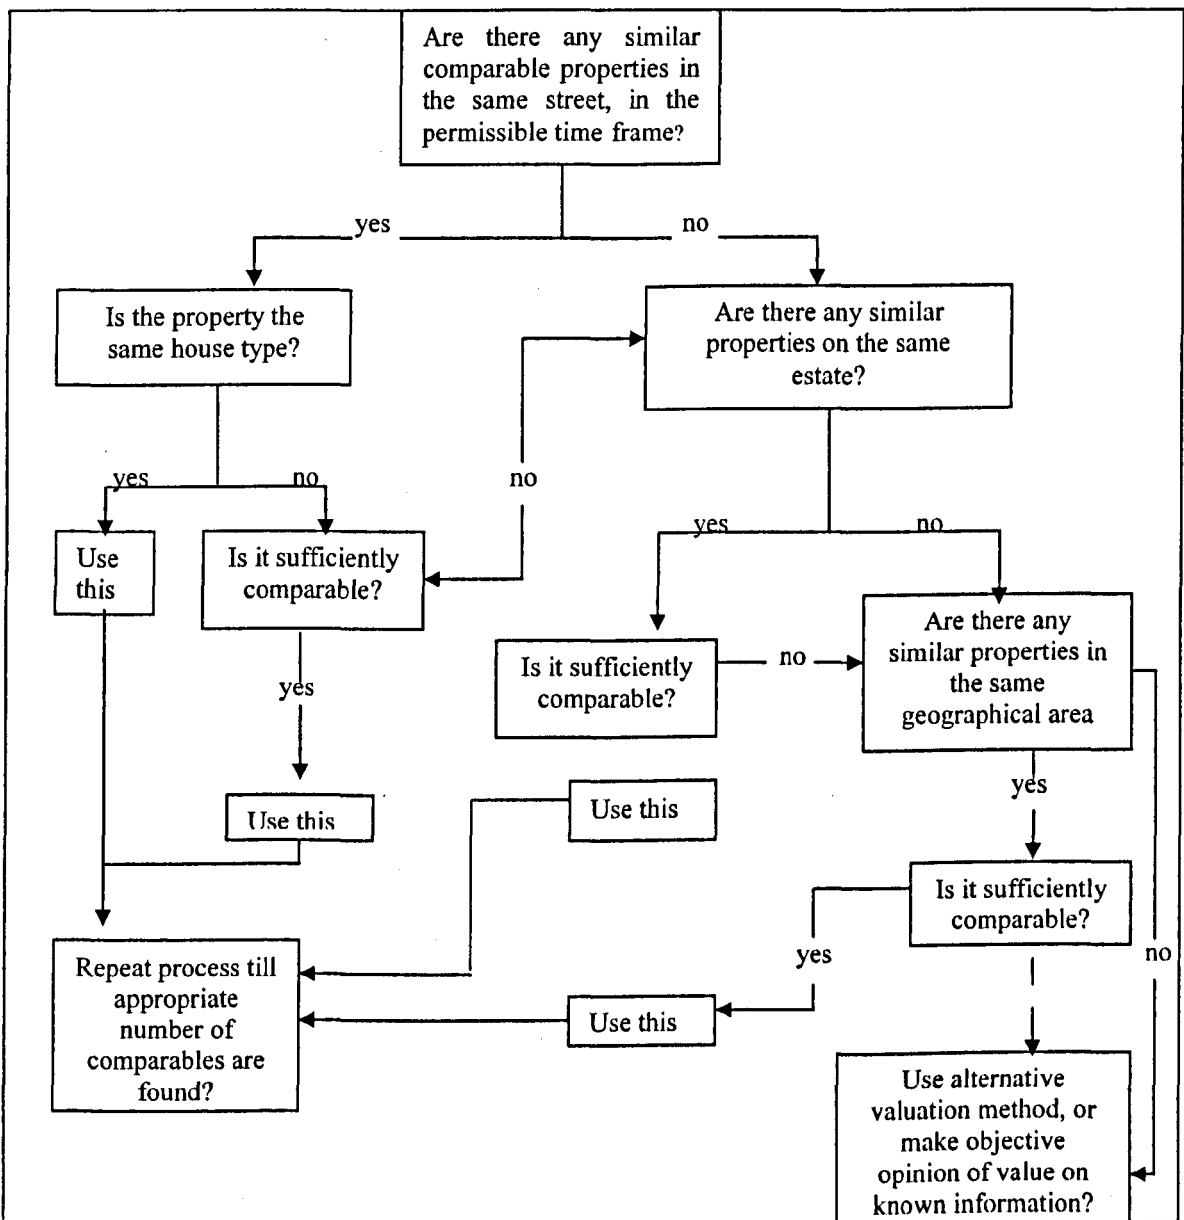 Are there any similar
comparable properties in
the same street, in the
permissible time frame?
yes
no
Is the property the
same house type?
Are there any similar
properties on the same
estate?
yes
no
no
yes
no
Use
this
Is it sufficiently
comparable?
Are there any
similar properties in
the same
geographical area
Is it sufficiently
comparable?
no
yes
yes
Use this
Use this
Is it sufficiently
comparable?
yes
no
Repeat process till
appropriate
number of
comparables are
found?
Use this
Use alternative
valuation method, or
make objective
opinion of value on
known information?